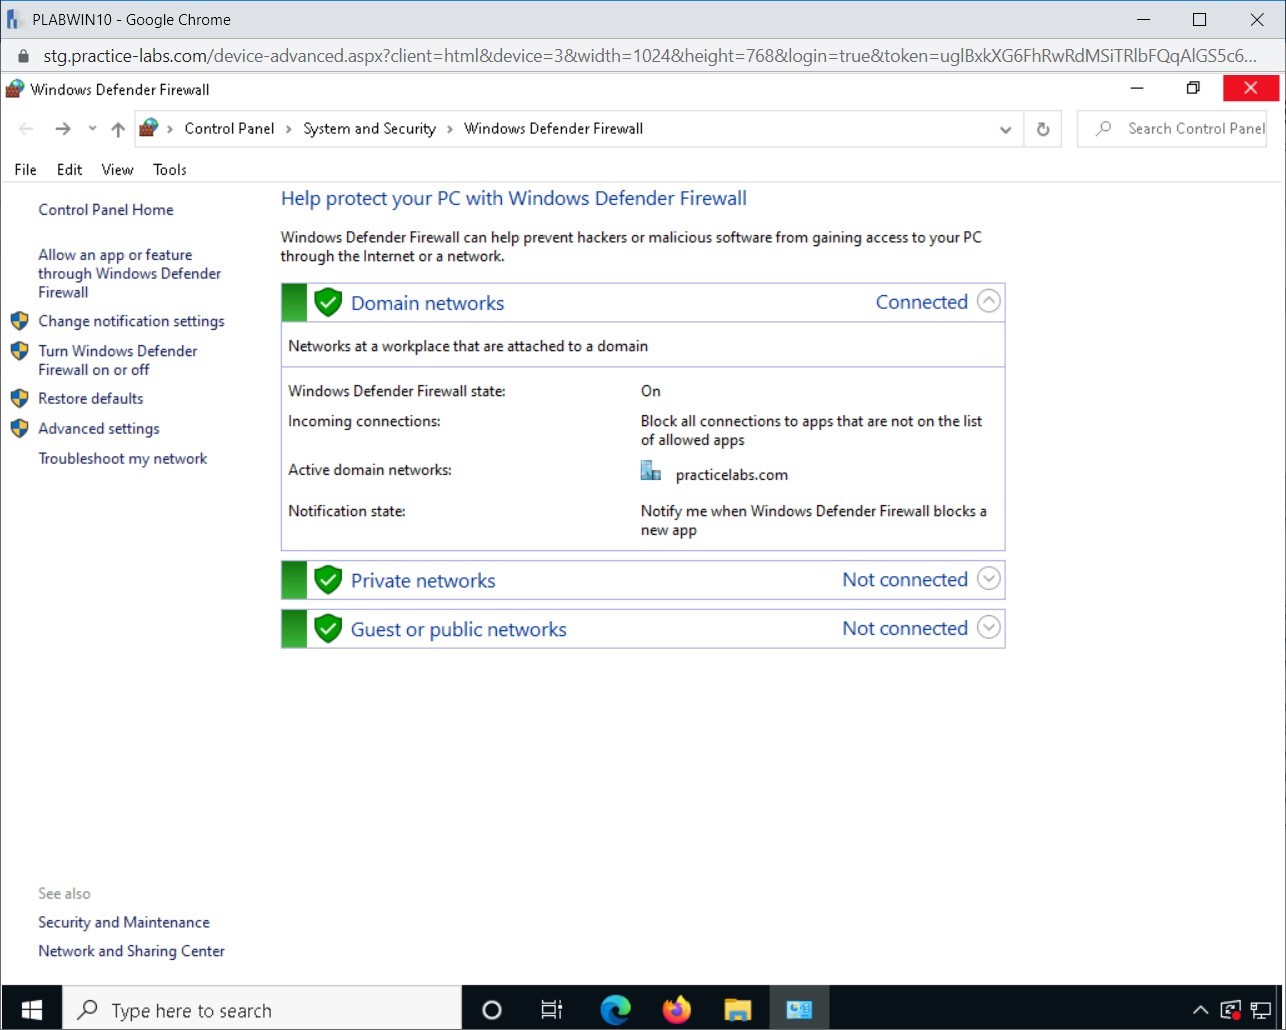 PLABWIN10 - Google Chrome
stg.practice-labs.com/device-advanced.aspx?client=html&device=3&width=1024&height=768&login=true&token=uglBxkXG6FhRwRdMSiTRlbFQqAlGS5c6...
Windows Defender Firewall
Control Panel > System and Security > Windows Defender Firewall
Search Control Panel
File Edit View Tools
Control Panel Home
Allow an app or feature
through Windows Defender
Firewall
Change notification settings
Turn Windows Defender
Firewall on or off
Restore defaults
Advanced settings
Troubleshoot my network
Help protect your PC with Windows Defender Firewall
Windows Defender Firewall can help prevent hackers or malicious software from gaining access to your PC
through the Internet or a network.
Domain networks Connected
Networks at a workplace that are attached to a domain
Windows Defender Firewall state: On
Incoming connections: Block all connections to apps that are not on the list
of allowed apps
Active domain networks: practicelabs.com
Notification state: Notify me when Windows Defender Firewall blocks a
new app
Private networks Not connected
Guest or public networks Not connected
See also
Security and Maintenance
Network and Sharing Center
Type here to search